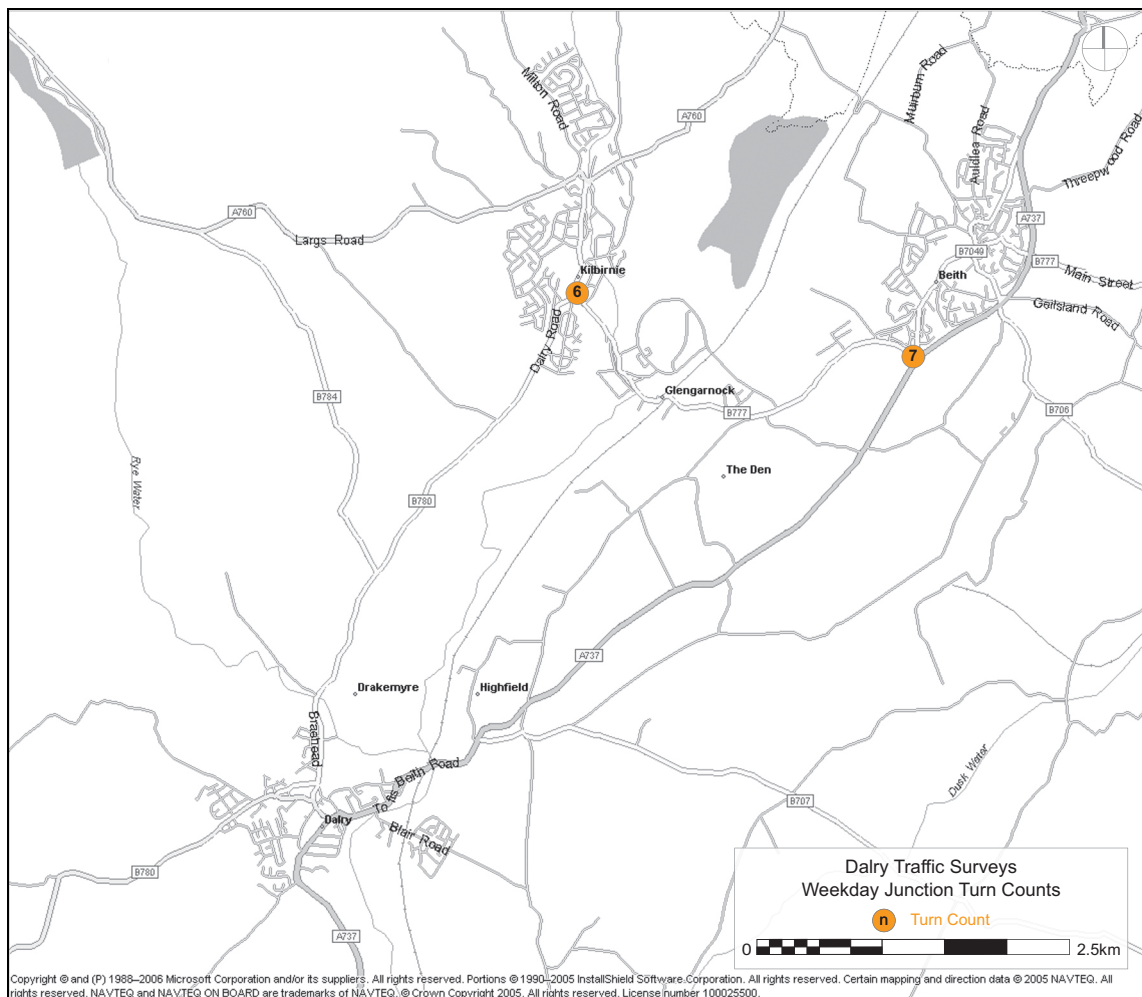 Milton Road
A760
Muirburn Road
Auldlea Road
Threepwood Road
A760
Largs Road
A737
B7049
B777
Main Street
Kilbirnie
6
Beith
Geilsland Road
Dalry Road
7
Glengarnock
B777
B784
B706
Rye Water
The Den
B780
A737
Drakemyre
Highfield
Braehead
Beith Road
To fts
Dusk Water
B707
Dalry
Blair Road
B780
A737
Dalry Traffic Surveys
Weekday Junction Turn Counts
n Turn Count
0 2.5km
Copyright © and (P) 1988–2006 Microsoft Corporation and/or its suppliers. All rights reserved. Portions © 1990–2005 InstallShield Software Corporation. All rights reserved. Certain mapping and direction data © 2005 NAVTEQ. All
rights reserved. NAVTEQ and NAVTEQ ON BOARD are trademarks of NAVTEQ. © Crown Copyright 2005. All rights reserved. License number 100025500.